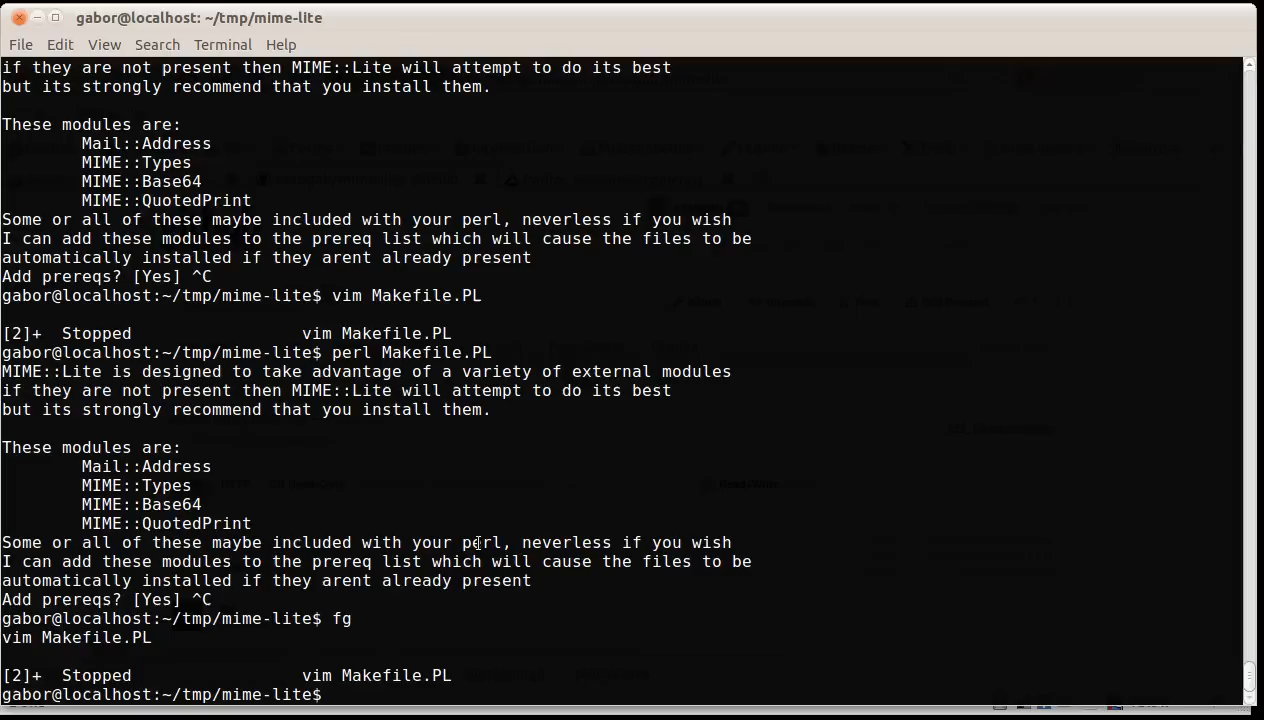 gabor@localhost: ~/tmp/mime-lite
File Edit View Search Terminal Help
if they are not present then MIME::Lite will attempt to do its best
but its strongly recommend that you install them.
These modules are:
Mail::Address
MIME::Types
MIME::Base64
MIME::QuotedPrint
Some or all of these maybe included with your perl, neverless if you wish
I can add these modules to the prereq list which will cause the files to be
automatically installed if they arent already present
Add prereqs? [Yes] ^C
gabor@localhost:~/tmp/mime-lite$ vim Makefile.PL
[2]+  Stopped                 vim Makefile.PL
gabor@localhost:~/tmp/mime-lite$ perl Makefile.PL
MIME::Lite is designed to take advantage of a variety of external modules
if they are not present then MIME::Lite will attempt to do its best
but its strongly recommend that you install them.
These modules are:
Mail::Address
MIME::Types
MIME::Base64
MIME::QuotedPrint
Some or all of these maybe included with your perl, neverless if you wish
I can add these modules to the prereq list which will cause the files to be
automatically installed if they arent already present
Add prereqs? [Yes] ^C
gabor@localhost:~/tmp/mime-lite$ fg
vim Makefile.PL
[2]+  Stopped                 vim Makefile.PL
gabor@localhost:~/tmp/mime-lite$